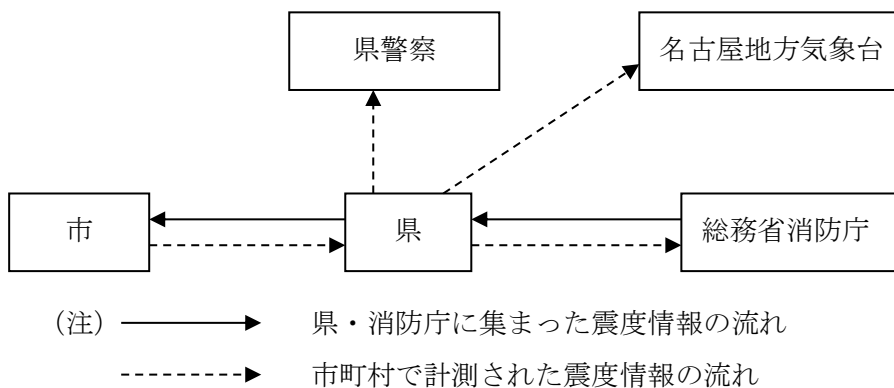 県警察
名古屋地方気象台
市
県
総務省消防庁
（注）
県・消防庁に集まった震度情報の流れ
市町村で計測された震度情報の流れ